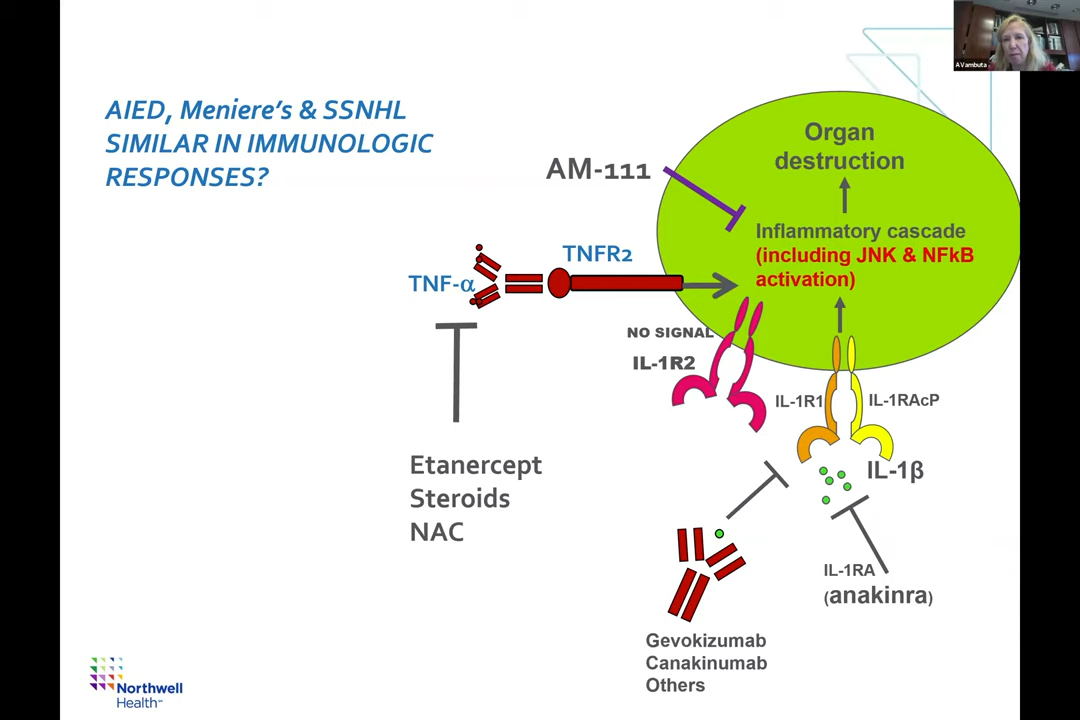 AIED, Meniere's & SSNHL
SIMILAR IN IMMUNOLOGIC
RESPONSES?
A Vambuta
Organ
destruction
AM-111
Inflammatory cascade
(including JNK & NFkB
activation)
TNFR2
TNF-α
NO SIGNAL
IL-1R2
IL-1R1
IL-1RAcP
IL-1β
Etanercept
Steroids
NAC
IL-1RA
(anakinra)
Gevokizumab
Canakinumab
Others
Northwell
Health℠